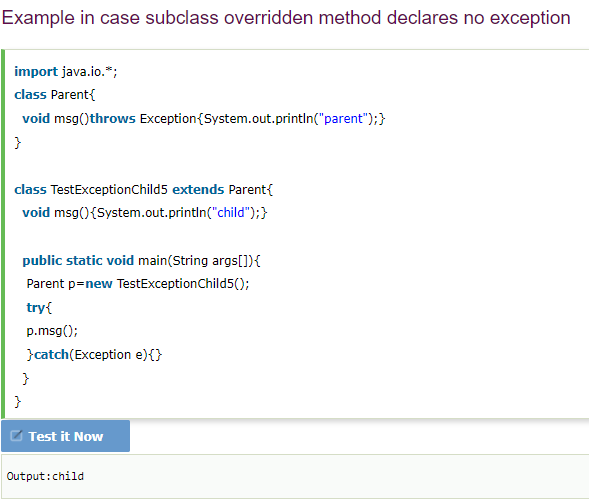 Example in case subclass overridden method declares no exception
import java.io.*;
class Parent{
void msg()throws Exception{System.out.println("parent");}
}
class TestExceptionChild5 extends Parent{
void msg(){System.out.println("child");}
public static void main(String args[]){
Parent p=new TestExceptionChild5();
try{
p.msg();
}catch(Exception e){}
}
}
Test it Now
Output:child